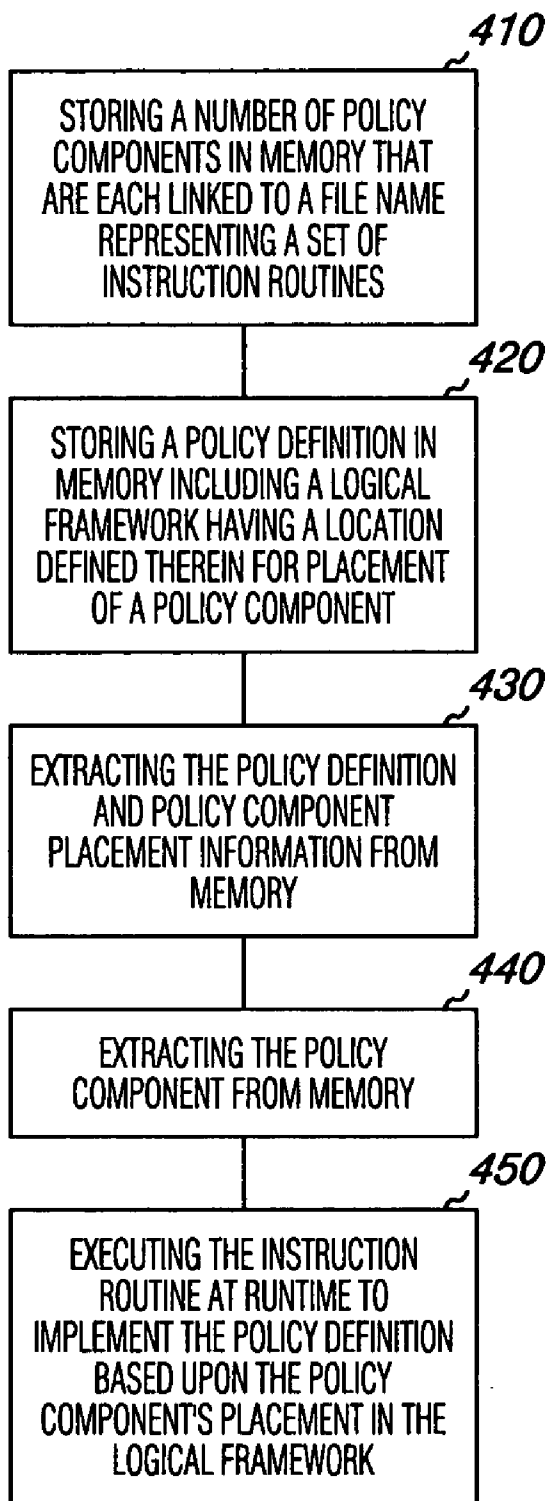 410
STORING A NUMBER OF POLICY
COMPONENTS IN MEMORY THAT
ARE EACH LINKED TO A FILE NAME
REPRESENTING A SET OF
INSTRUCTION ROUTINES
420
STORING A POLICY DEFINITION IN
MEMORY INCLUDING A LOGICAL
FRAMEWORK HAVING A LOCATION
DEFINED THEREIN FOR PLACEMENT
OF A POLICY COMPONENT
430
EXTRACTING THE POLICY DEFINITION
AND POLICY COMPONENT
PLACEMENT INFORMATION FROM
MEMORY
440
EXTRACTING THE POLICY
COMPONENT FROM MEMORY
450
EXECUTING THE INSTRUCTION
ROUTINE AT RUNTIME TO
IMPLEMENT THE POLICY DEFINITION
BASED UPON THE POLICY
COMPONENT'S PLACEMENT IN THE
LOGICAL FRAMEWORK